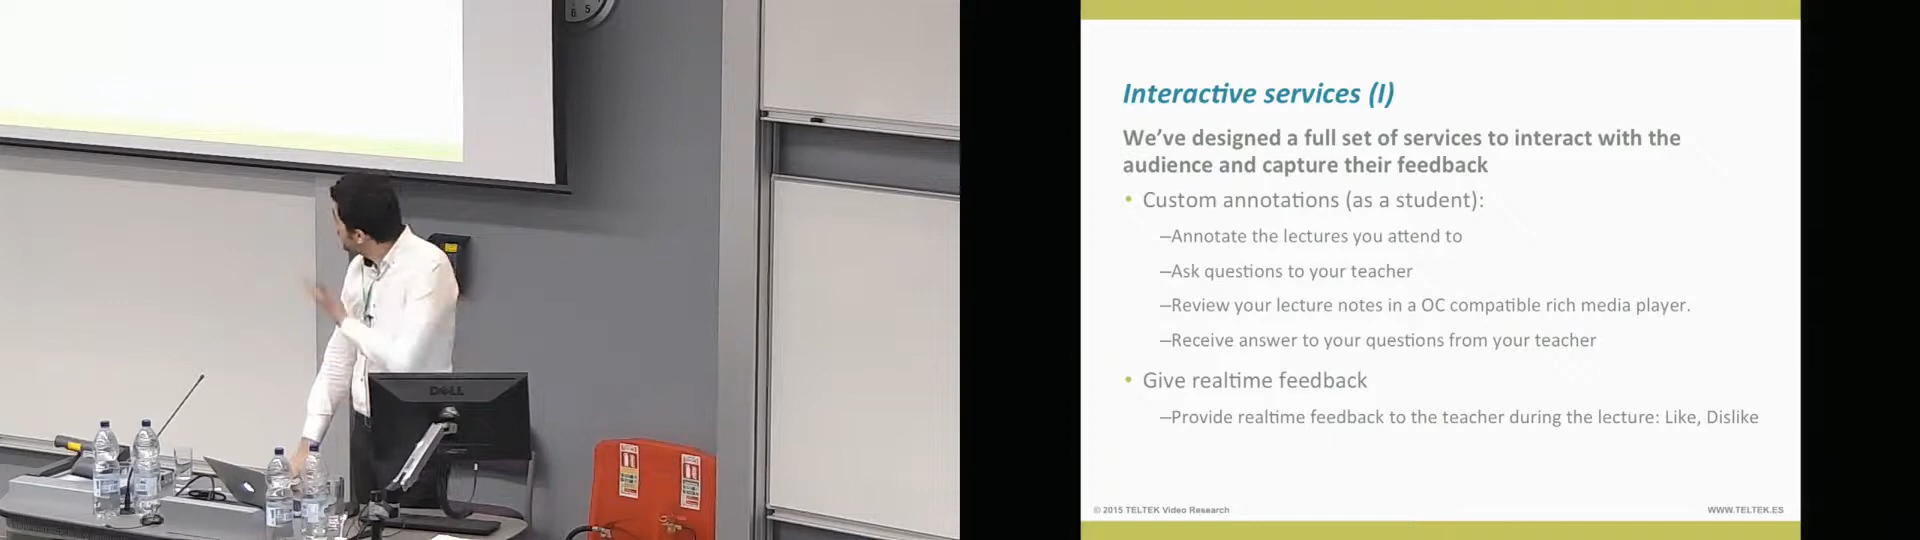 6 5
DELL
Interactive services (I)
We've designed a full set of services to interact with the
audience and capture their feedback
• Custom annotations (as a student):
–Annotate the lectures you attend to
–Ask questions to your teacher
–Review your lecture notes in a OC compatible rich media player.
–Receive answer to your questions from your teacher
• Give realtime feedback
–Provide realtime feedback to the teacher during the lecture: Like, Dislike
© 2015 TELTEK Video Research
WWW.TELTEK.ES